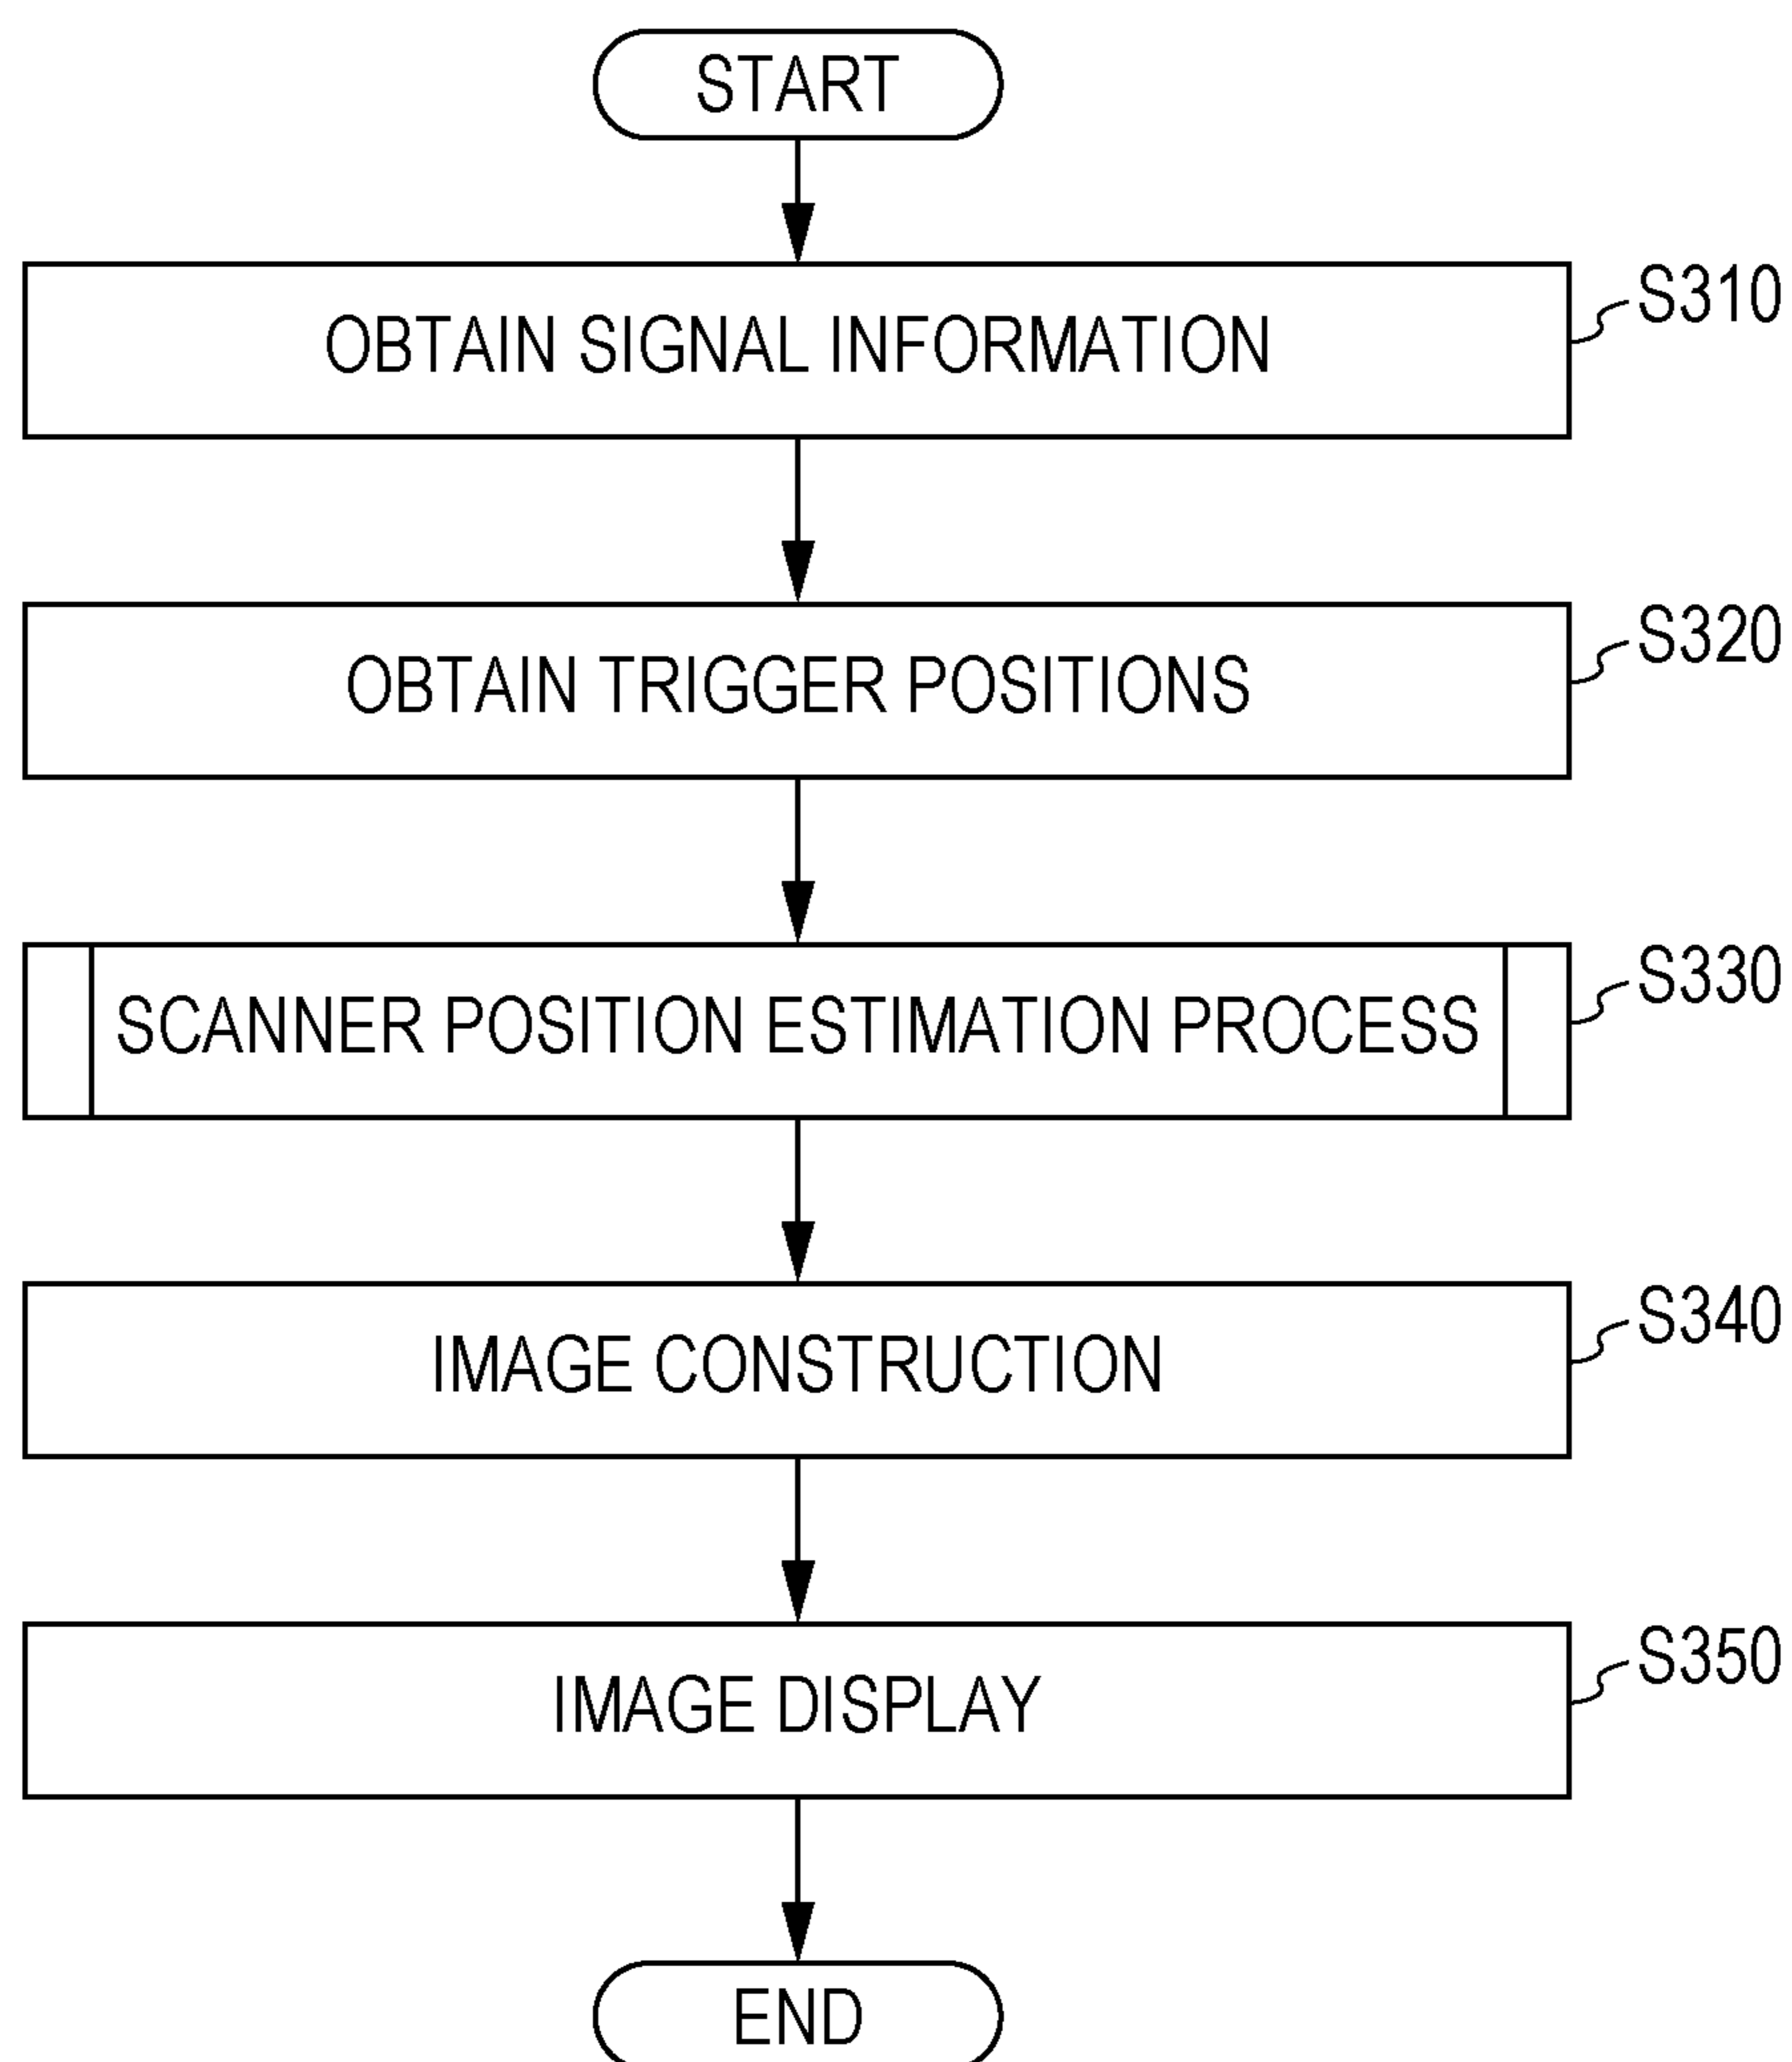 START
OBTAIN SIGNAL INFORMATION
S310
OBTAIN TRIGGER POSITIONS
S320
SCANNER POSITION ESTIMATION PROCESS
S330
IMAGE CONSTRUCTION
S340
IMAGE DISPLAY
S350
END